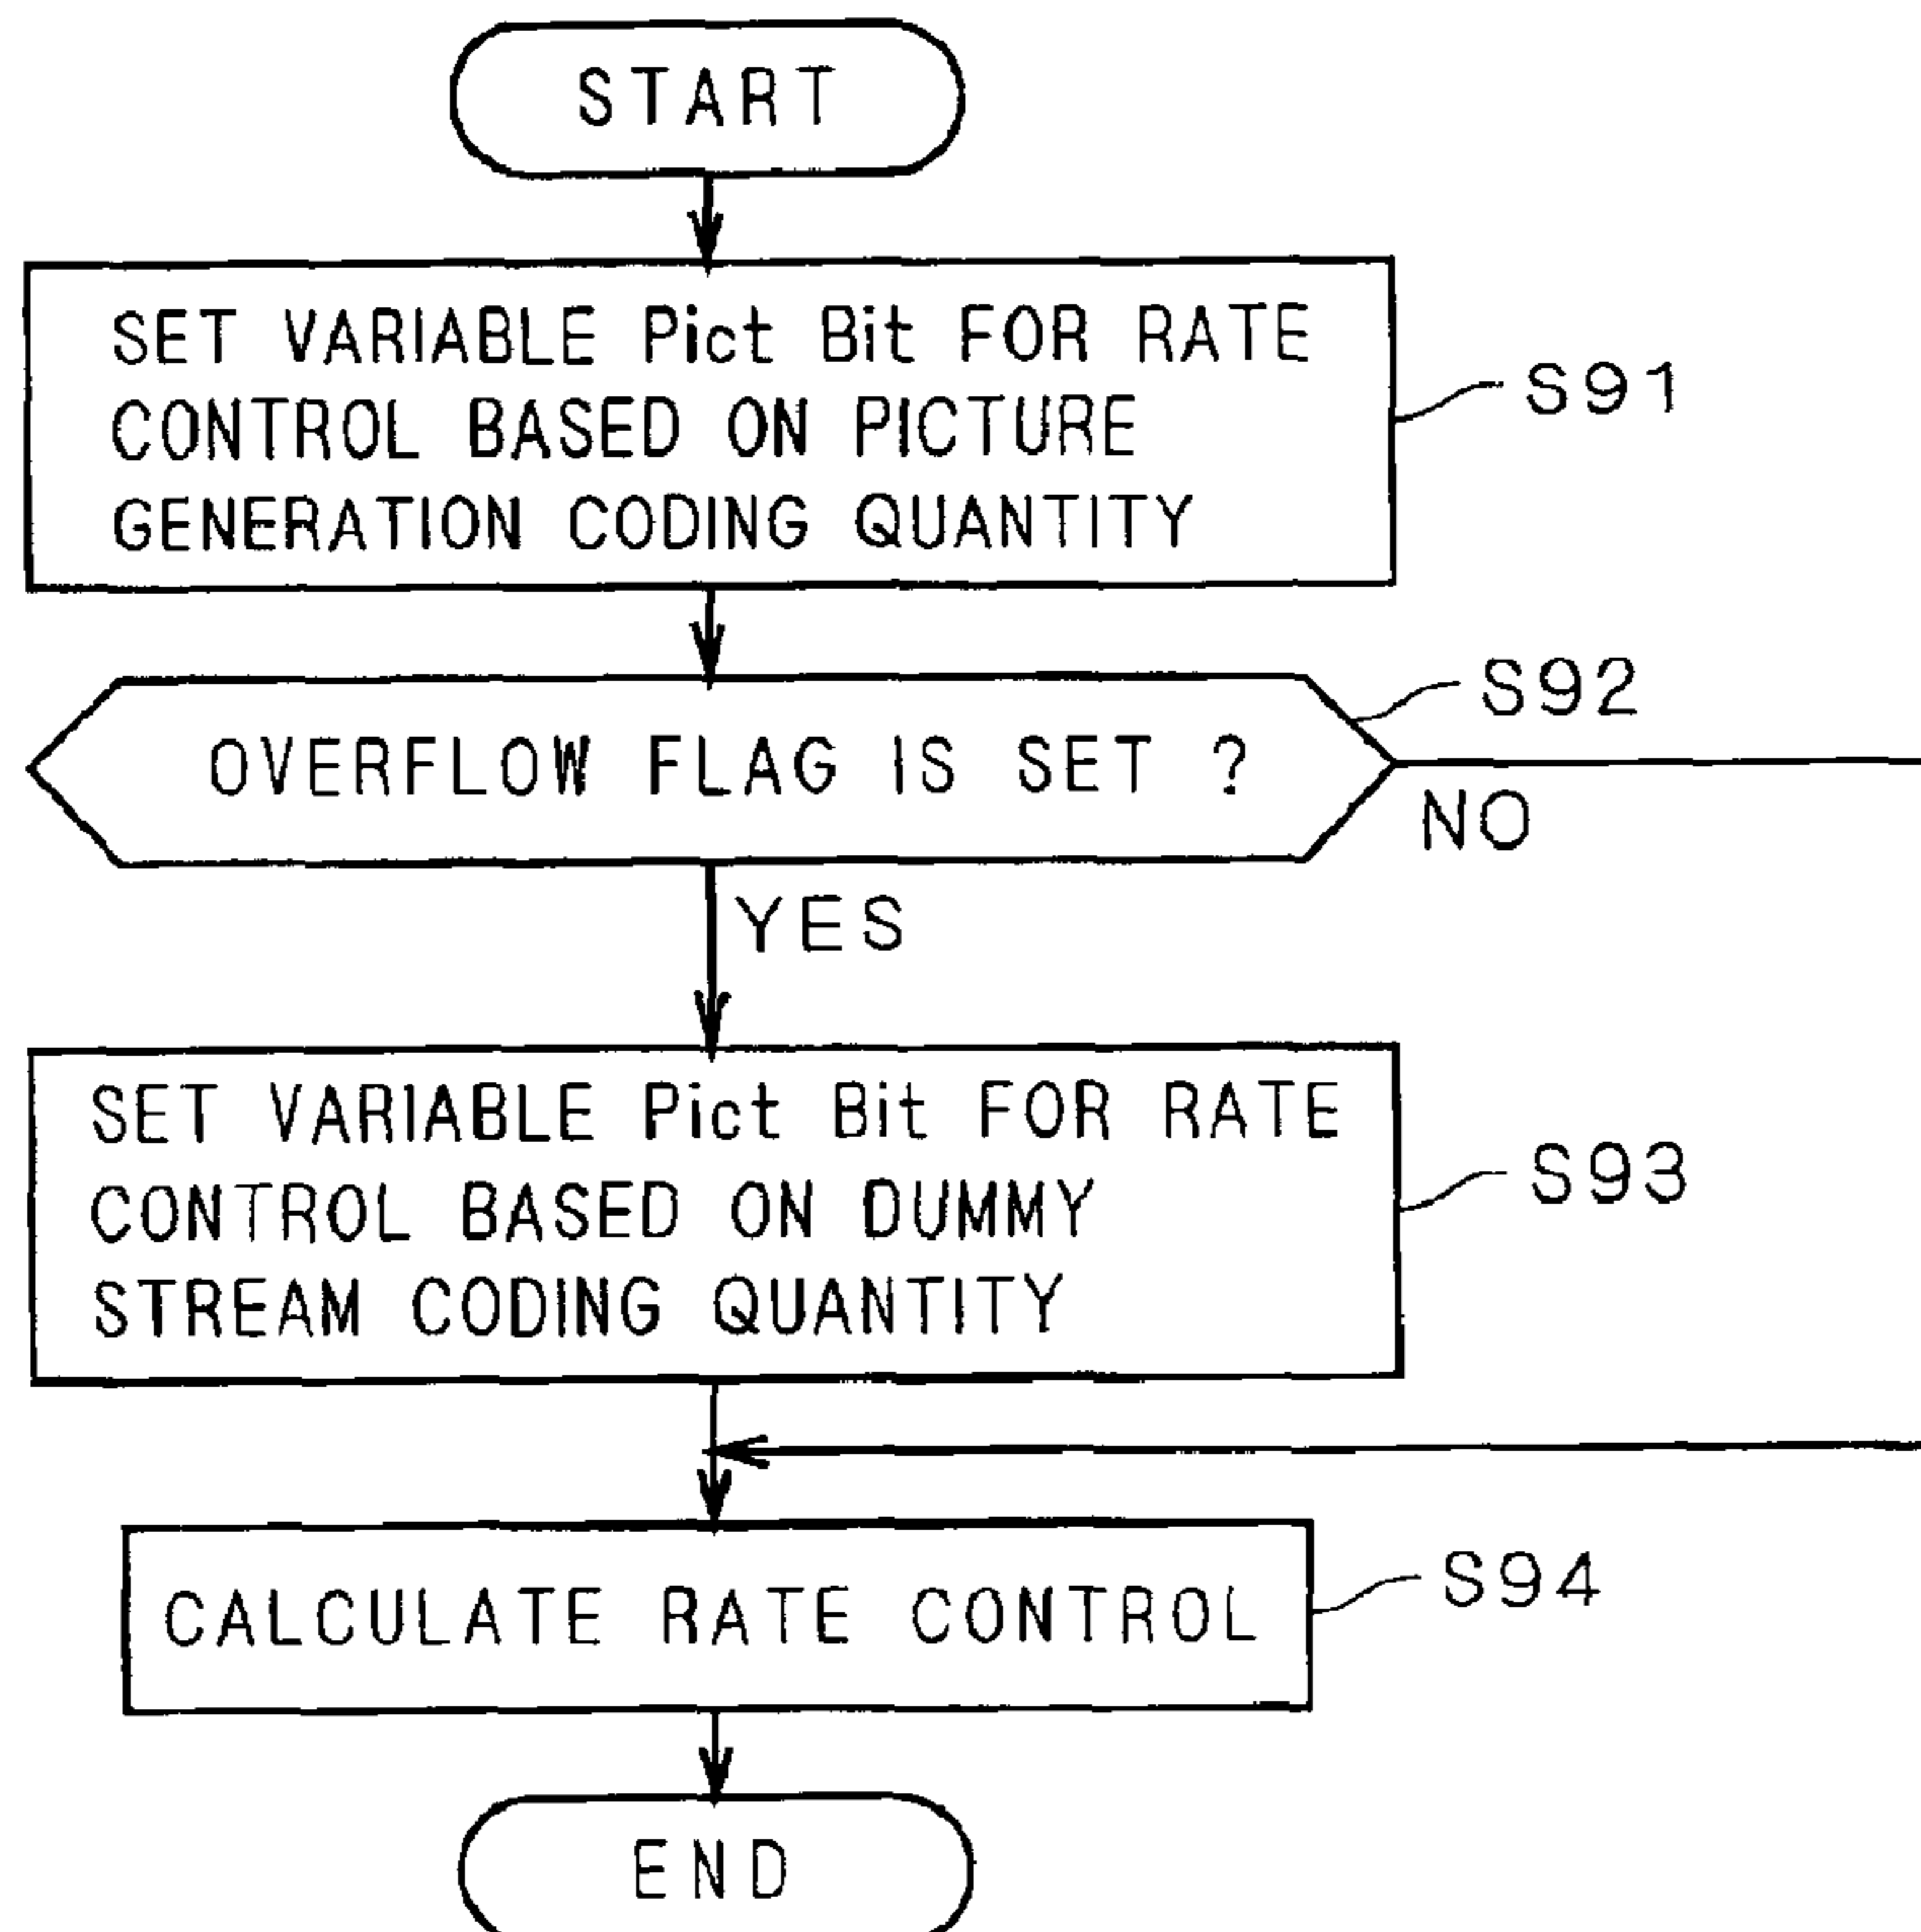 START
SET VARIABLE Pict Bit FOR RATE
CONTROL BASED ON PICTURE
GENERATION CODING QUANTITY
S91
OVERFLOW FLAG IS SET ?
S92
NO
YES
SET VARIABLE Pict Bit FOR RATE
CONTROL BASED ON DUMMY
STREAM CODING QUANTITY
S93
CALCULATE RATE CONTROL
S94
END